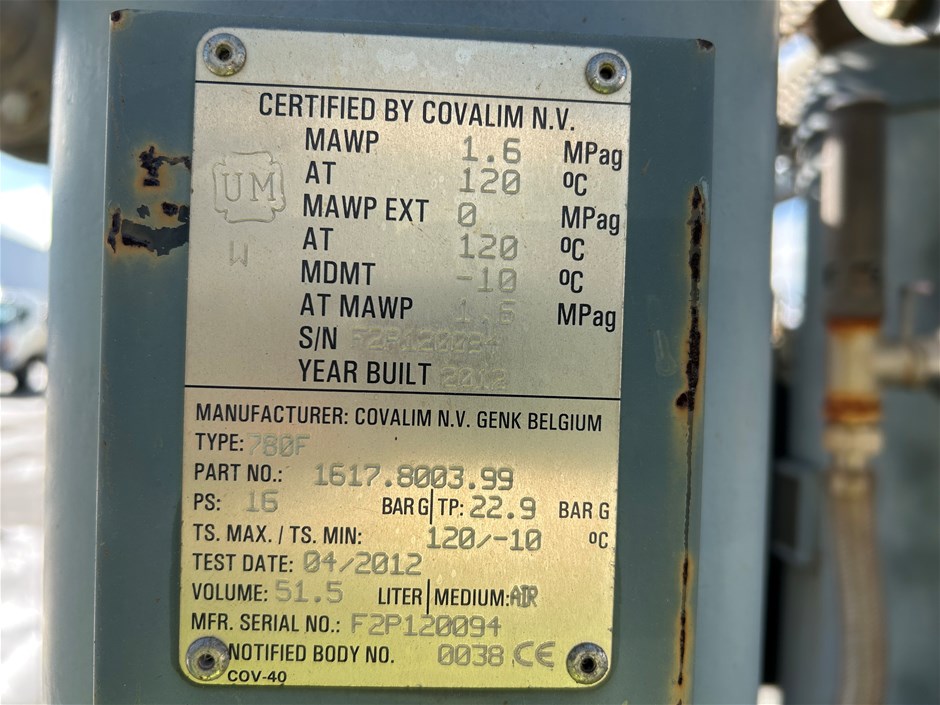 CERTIFIED BY COVALIM N.V.
MAWP 1.6 MPag
AT 120 ºC
UM
MAWP EXT 0 MPag
AT 120 ºC
W
MDMT -10 ºC
AT MAWP 1.6 MPag
S/N F2P120094
YEAR BUILT 2012
MANUFACTURER: COVALIM N.V. GENK BELGIUM
TYPE: 780F
PART NO.: 1617.8003.99
PS: 16 BAR G TP: 22.9 BAR G
TS. MAX. / TS. MIN: 120/-10 ºC
TEST DATE: 04/2012
VOLUME: 51.5 LITER MEDIUM: AIR
MFR. SERIAL NO.: F2P120094
NOTIFIED BODY NO. 0038 CE
COV-40